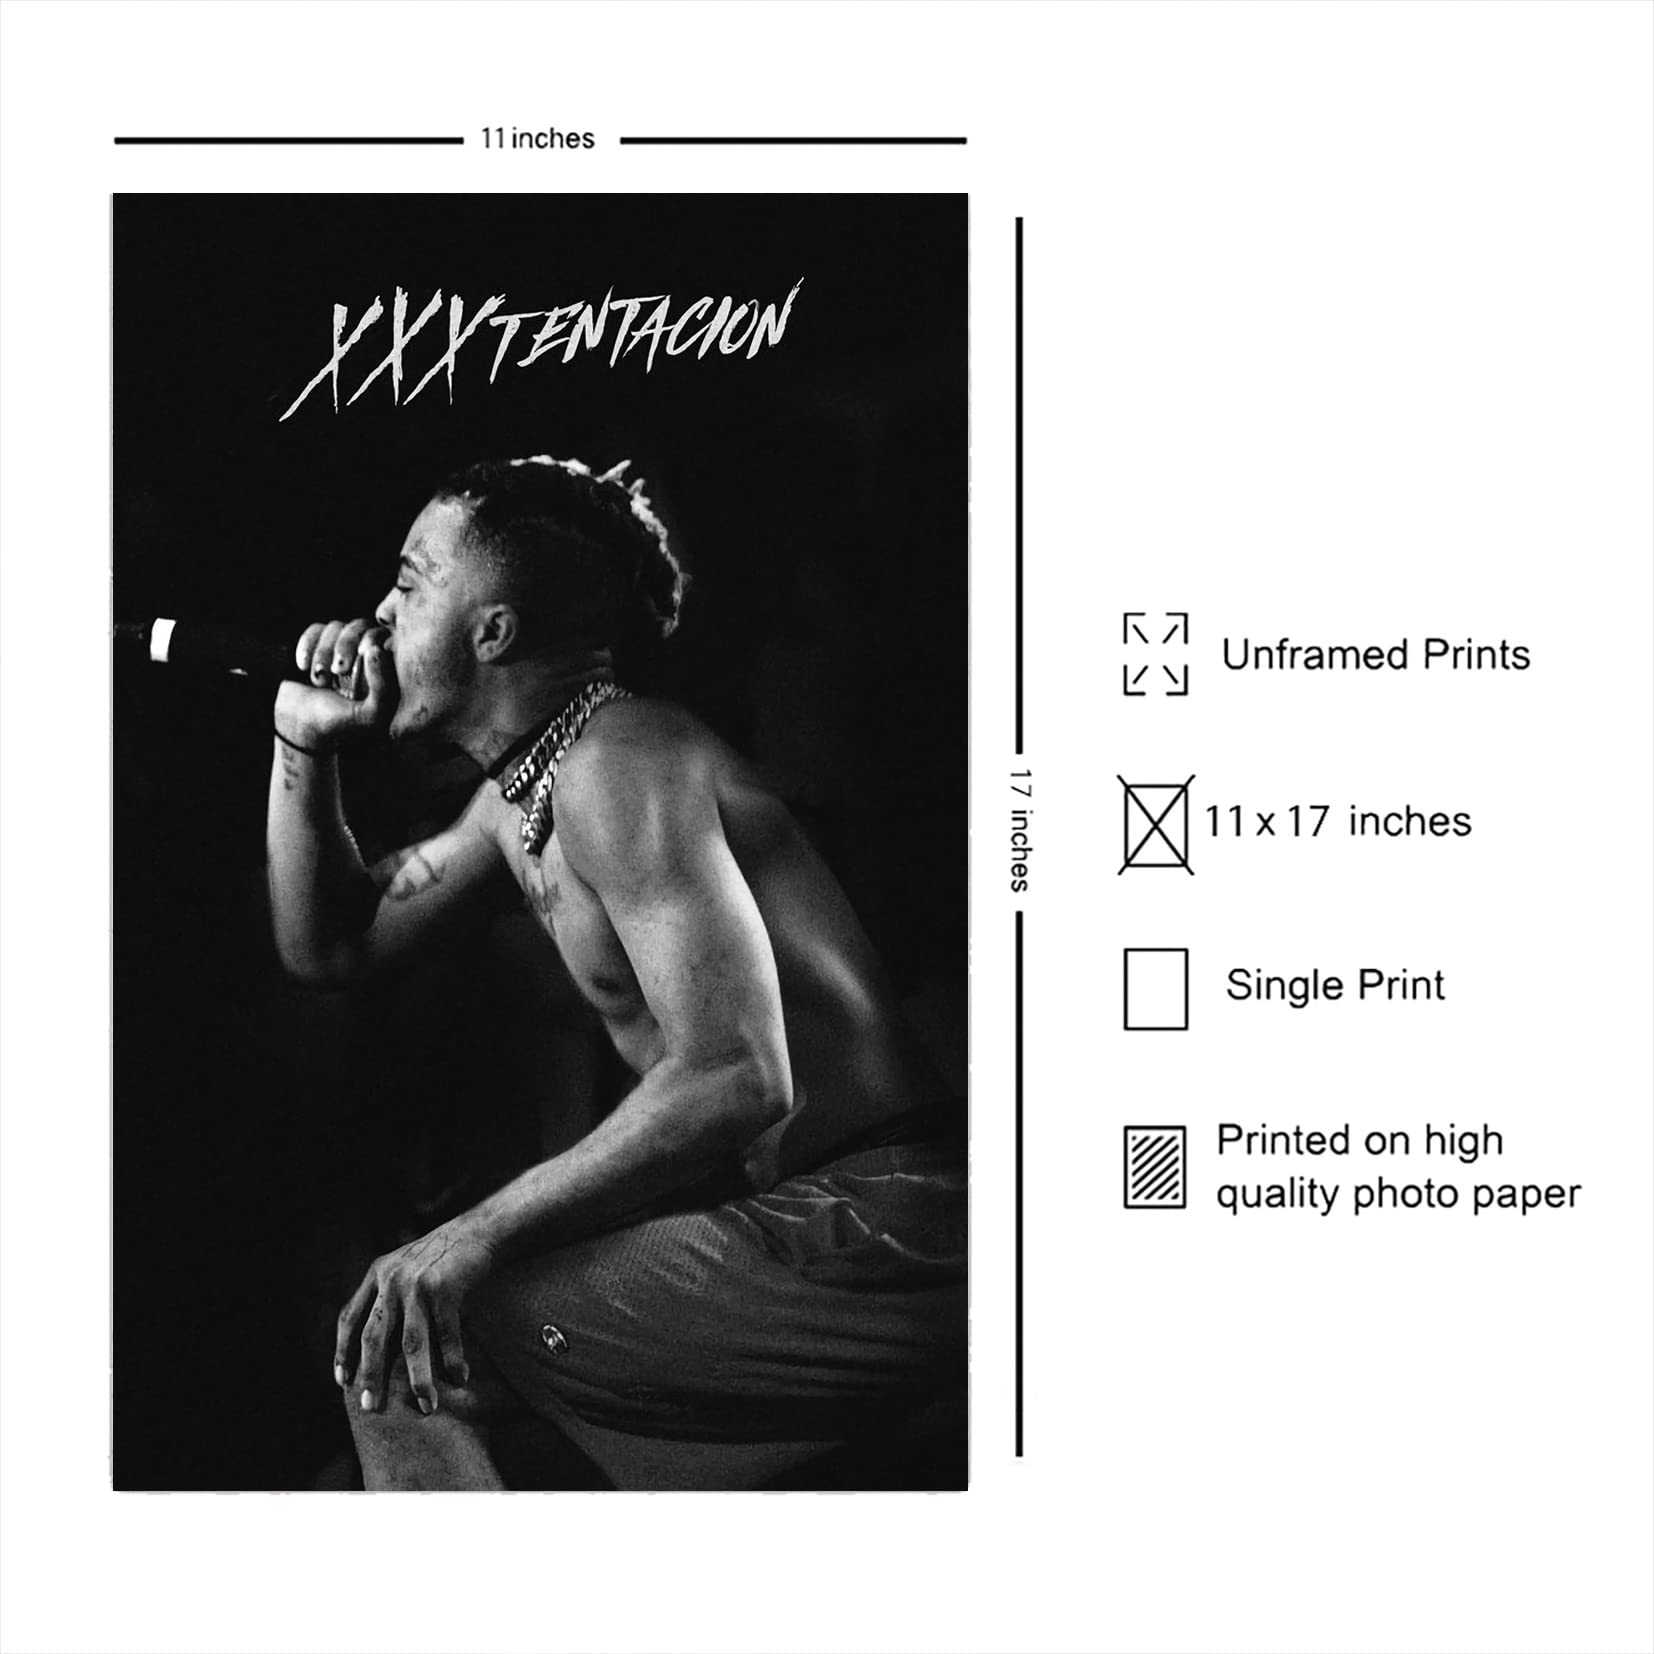 11 inches
XXXTENTACION
17 inches
Unframed Prints
11 x 17 inches
Single Print
Printed on high
quality photo paper